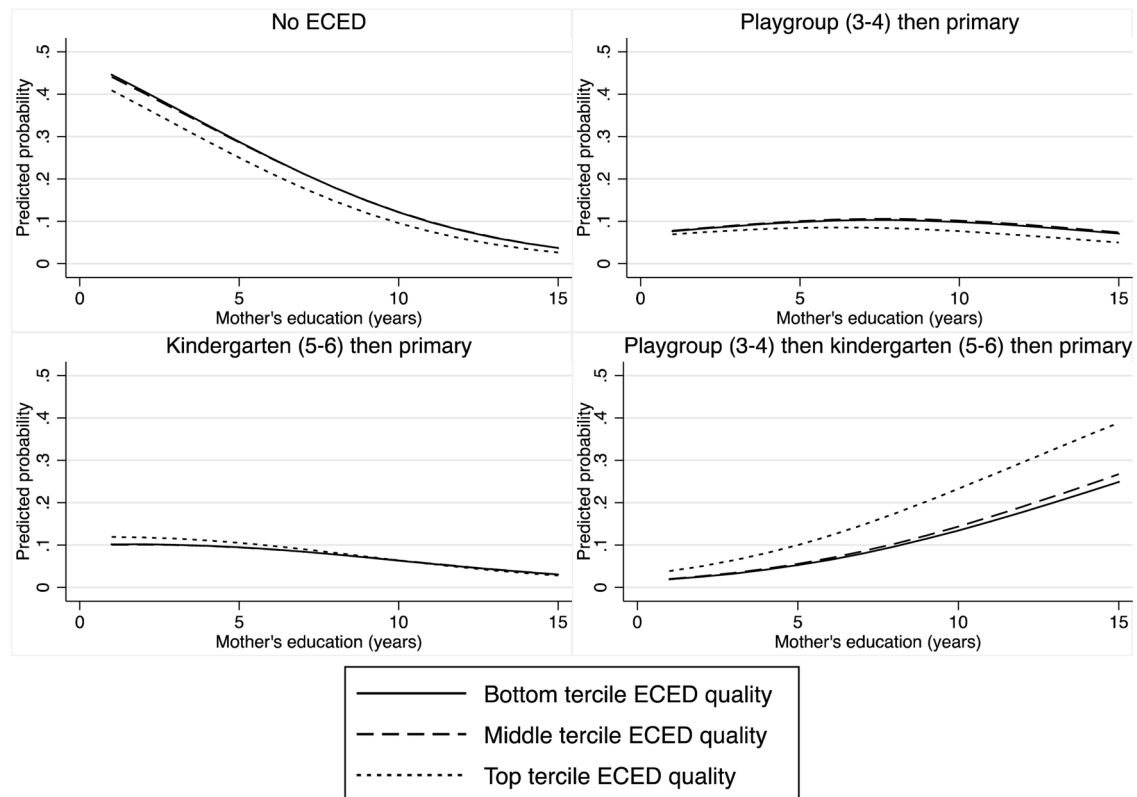 No ECED
Predicted probability
.5
.4
.3
.2
.1
0
0 5 10 15
Mother's education (years)
Playgroup (3-4) then primary
Predicted probability
.5
.4
.3
.2
.1
0
0 5 10 15
Mother's education (years)
Kindergarten (5-6) then primary
Predicted probability
.5
.4
.3
.2
.1
0
0 5 10 15
Mother's education (years)
Playgroup (3-4) then kindergarten (5-6) then primary
Predicted probability
.5
.4
.3
.2
.1
0
0 5 10 15
Mother's education (years)
Bottom tercile ECED quality
Middle tercile ECED quality
Top tercile ECED quality